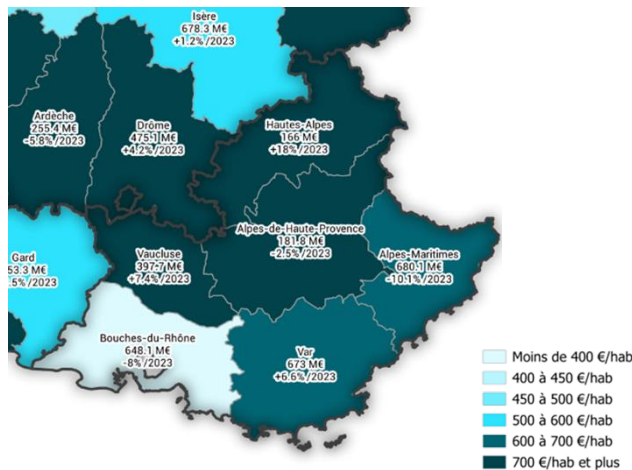 Isère
678.3 M€
+1.2% /2023
Ardèche
255.4 M€
-5.8% /2023
Drôme
475.1 M€
+4.2% /2023
Hautes-Alpes
166 M€
+18% /2023
Gard
53.3 M€
.5% /2023
Vaucluse
397.7 M€
+7.4% /2023
Alpes-de-Haute-Provence
181.8 M€
-2.5% /2023
Alpes-Maritimes
680.1 M€
-10.1% /2023
Bouches-du-Rhône
648.1 M€
-8% /2023
Var
673 M€
+6.6% /2023
Moins de 400 €/hab
400 à 450 €/hab
450 à 500 €/hab
500 à 600 €/hab
600 à 700 €/hab
700 €/hab et plus